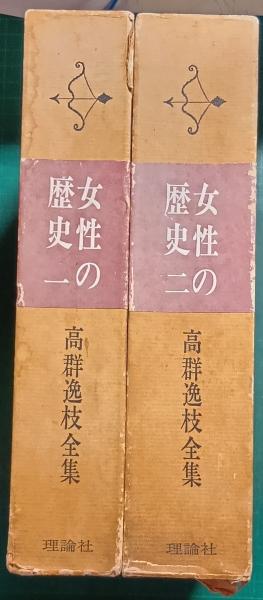 女性の
歴史 一
高群逸枝全集
理論社
女性の
歴史 二
高群逸枝全集
理論社